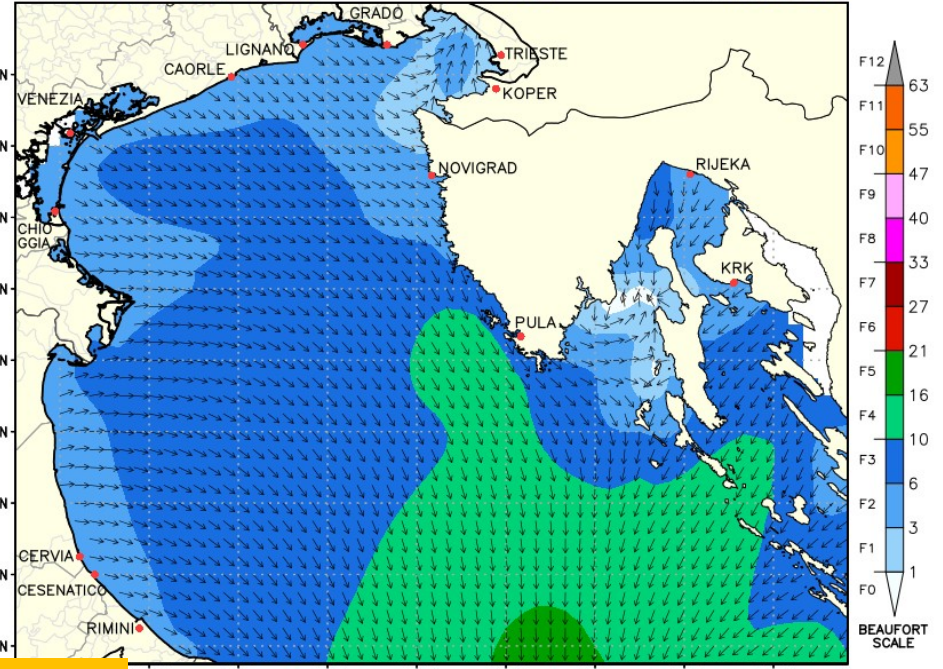 GRADO
LIGNANO
TRIESTE
CAORLE
KOPER
VENEZIA
NOVIGRAD
RIJEKA
CHIO
GGIA
KRK
PULA
CERVIA
CESENATICO
RIMINI
N
N
N
N
N
N
N
N
N
F12
63
F11
55
F10
47
F9
40
F8
33
F7
27
F6
21
F5
16
F4
10
F3
6
F2
3
F1
1
F0
BEAUFORT
SCALE